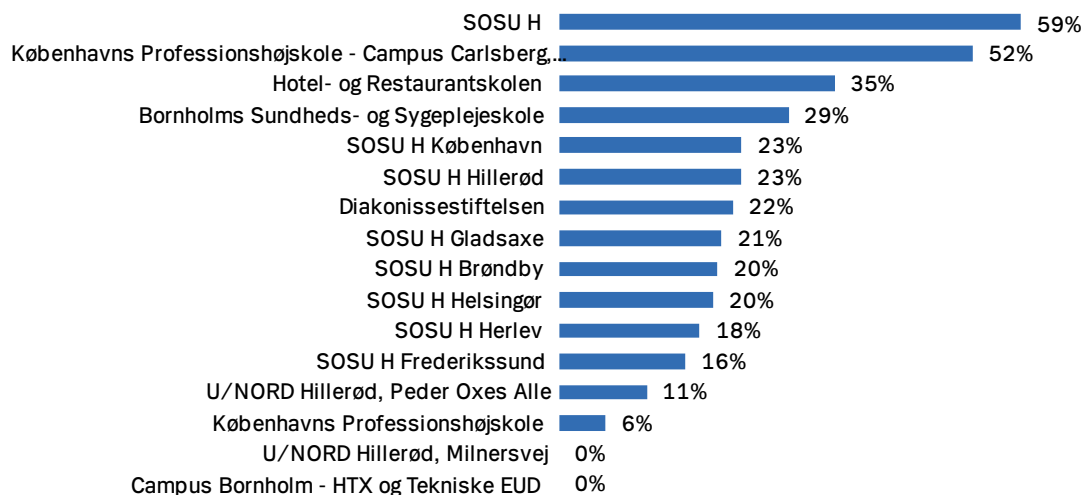 SOSU H 59%
Københavns Professionshøjskole - Campus Carlsberg,... 52%
Hotel- og Restaurantskolen 35%
Bornholms Sundheds- og Sygeplejeskole 29%
SOSU H København 23%
SOSU H Hillerød 23%
Diakonissestiftelsen 22%
SOSU H Gladsaxe 21%
SOSU H Brøndby 20%
SOSU H Helsingør 20%
SOSU H Herlev 18%
SOSU H Frederikssund 16%
U/NORD Hillerød, Peder Oxes Alle 11%
Københavns Professionshøjskole 6%
U/NORD Hillerød, Milnersvej 0%
Campus Bornholm - HTX og Tekniske EUD 0%